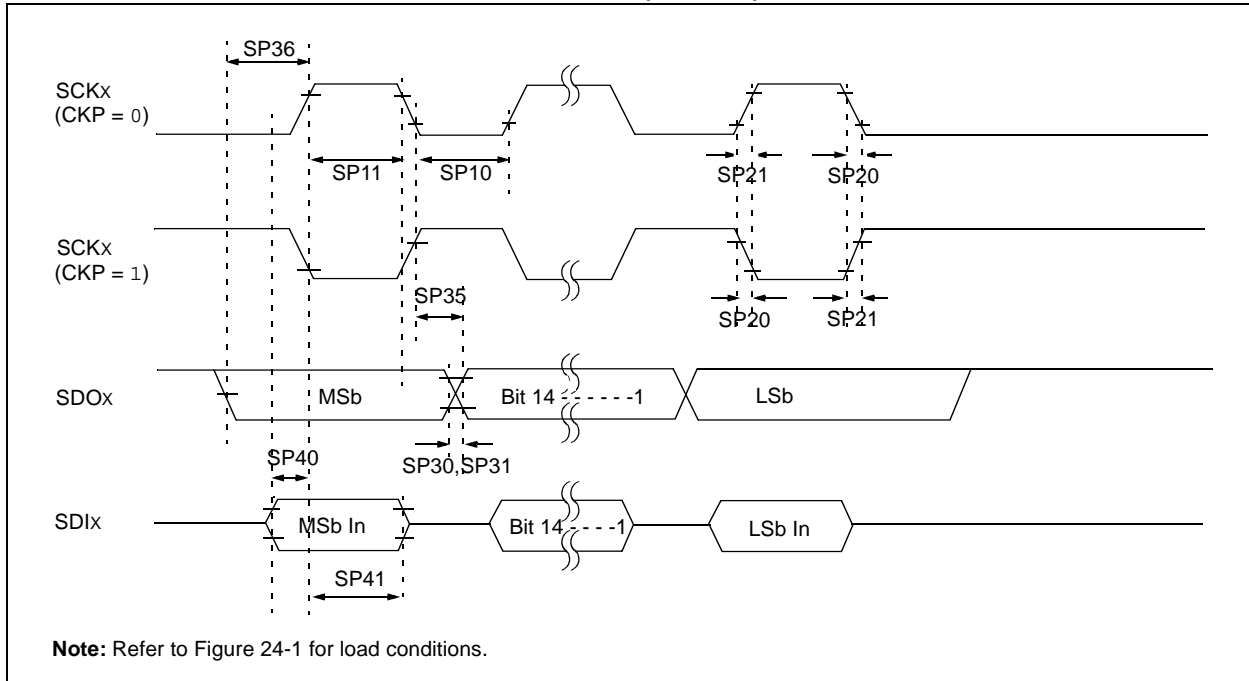 SP36
SCKX
(CKP = 0)
SP11
SP10
SP21
SP20
SCKX
(CKP = 1)
SP35
SP20
SP21
SDOX
MSb
Bit 14 - - - - - -1
LSb
SP40
SP30,SP31
SDIX
MSb In
Bit 14 - - - -1
LSb In
SP41
Note: Refer to Figure 24-1 for load conditions.